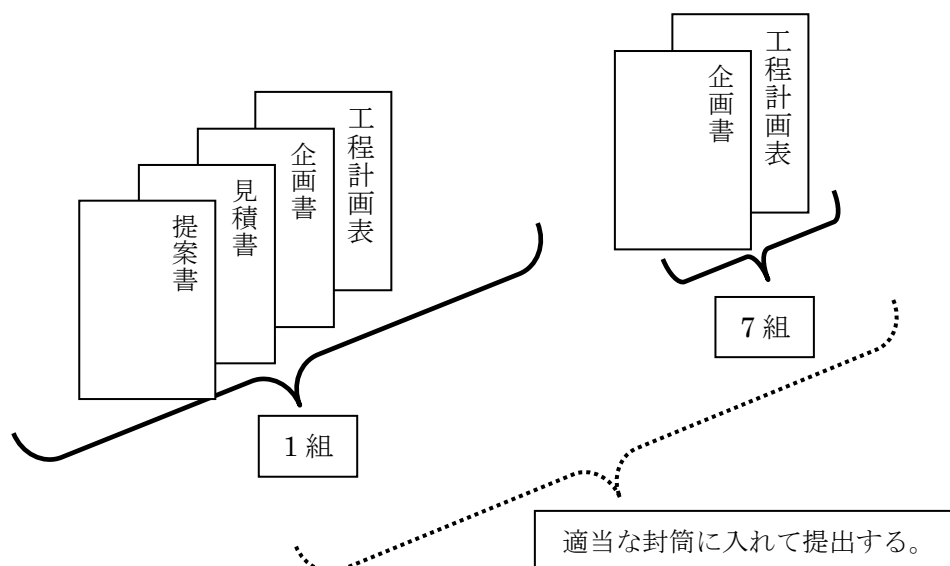 提案書
見積書
企画書
工程計画表
1組
企画書
工程計画表
7組
適当な封筒に入れて提出する。